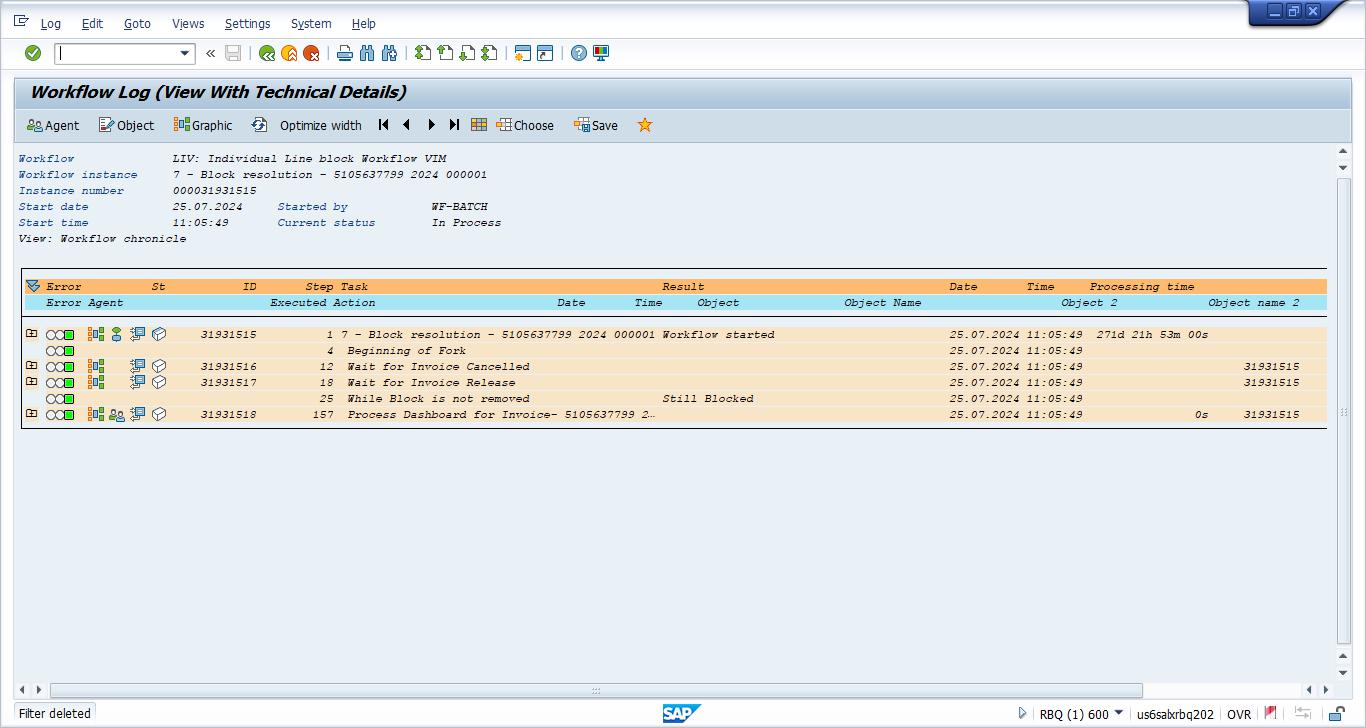 Log Edit Goto Views Settings System Help
Workflow Log (View With Technical Details)
Agent Object Graphic Optimize width Choose Save
Workflow LIV: Individual Line block Workflow VIM
Workflow instance 7 - Block resolution - 5105637799 2024 000001
Instance number 000031931515
Start date 25.07.2024 Started by WF-BATCH
Start time 11:05:49 Current status In Process
View: Workflow chronicle
Error St ID Step Task Result Date Time Processing time
Error Agent Executed Action Date Time Object Object Name Object 2 Object name 2
31931515 1 7 - Block resolution - 5105637799 2024 000001 Workflow started 25.07.2024 11:05:49 271d 21h 53m 00s
4 Beginning of Fork 25.07.2024 11:05:49
31931516 12 Wait for Invoice Cancelled 25.07.2024 11:05:49 31931515
31931517 18 Wait for Invoice Release 25.07.2024 11:05:49 31931515
25 While Block is not removed Still Blocked 25.07.2024 11:05:49
31931518 157 Process Dashboard for Invoice- 5105637799 2… 25.07.2024 11:05:49 0s 31931515
Filter deleted SAP RBQ (1) 600 us6salxrbq202 OVR